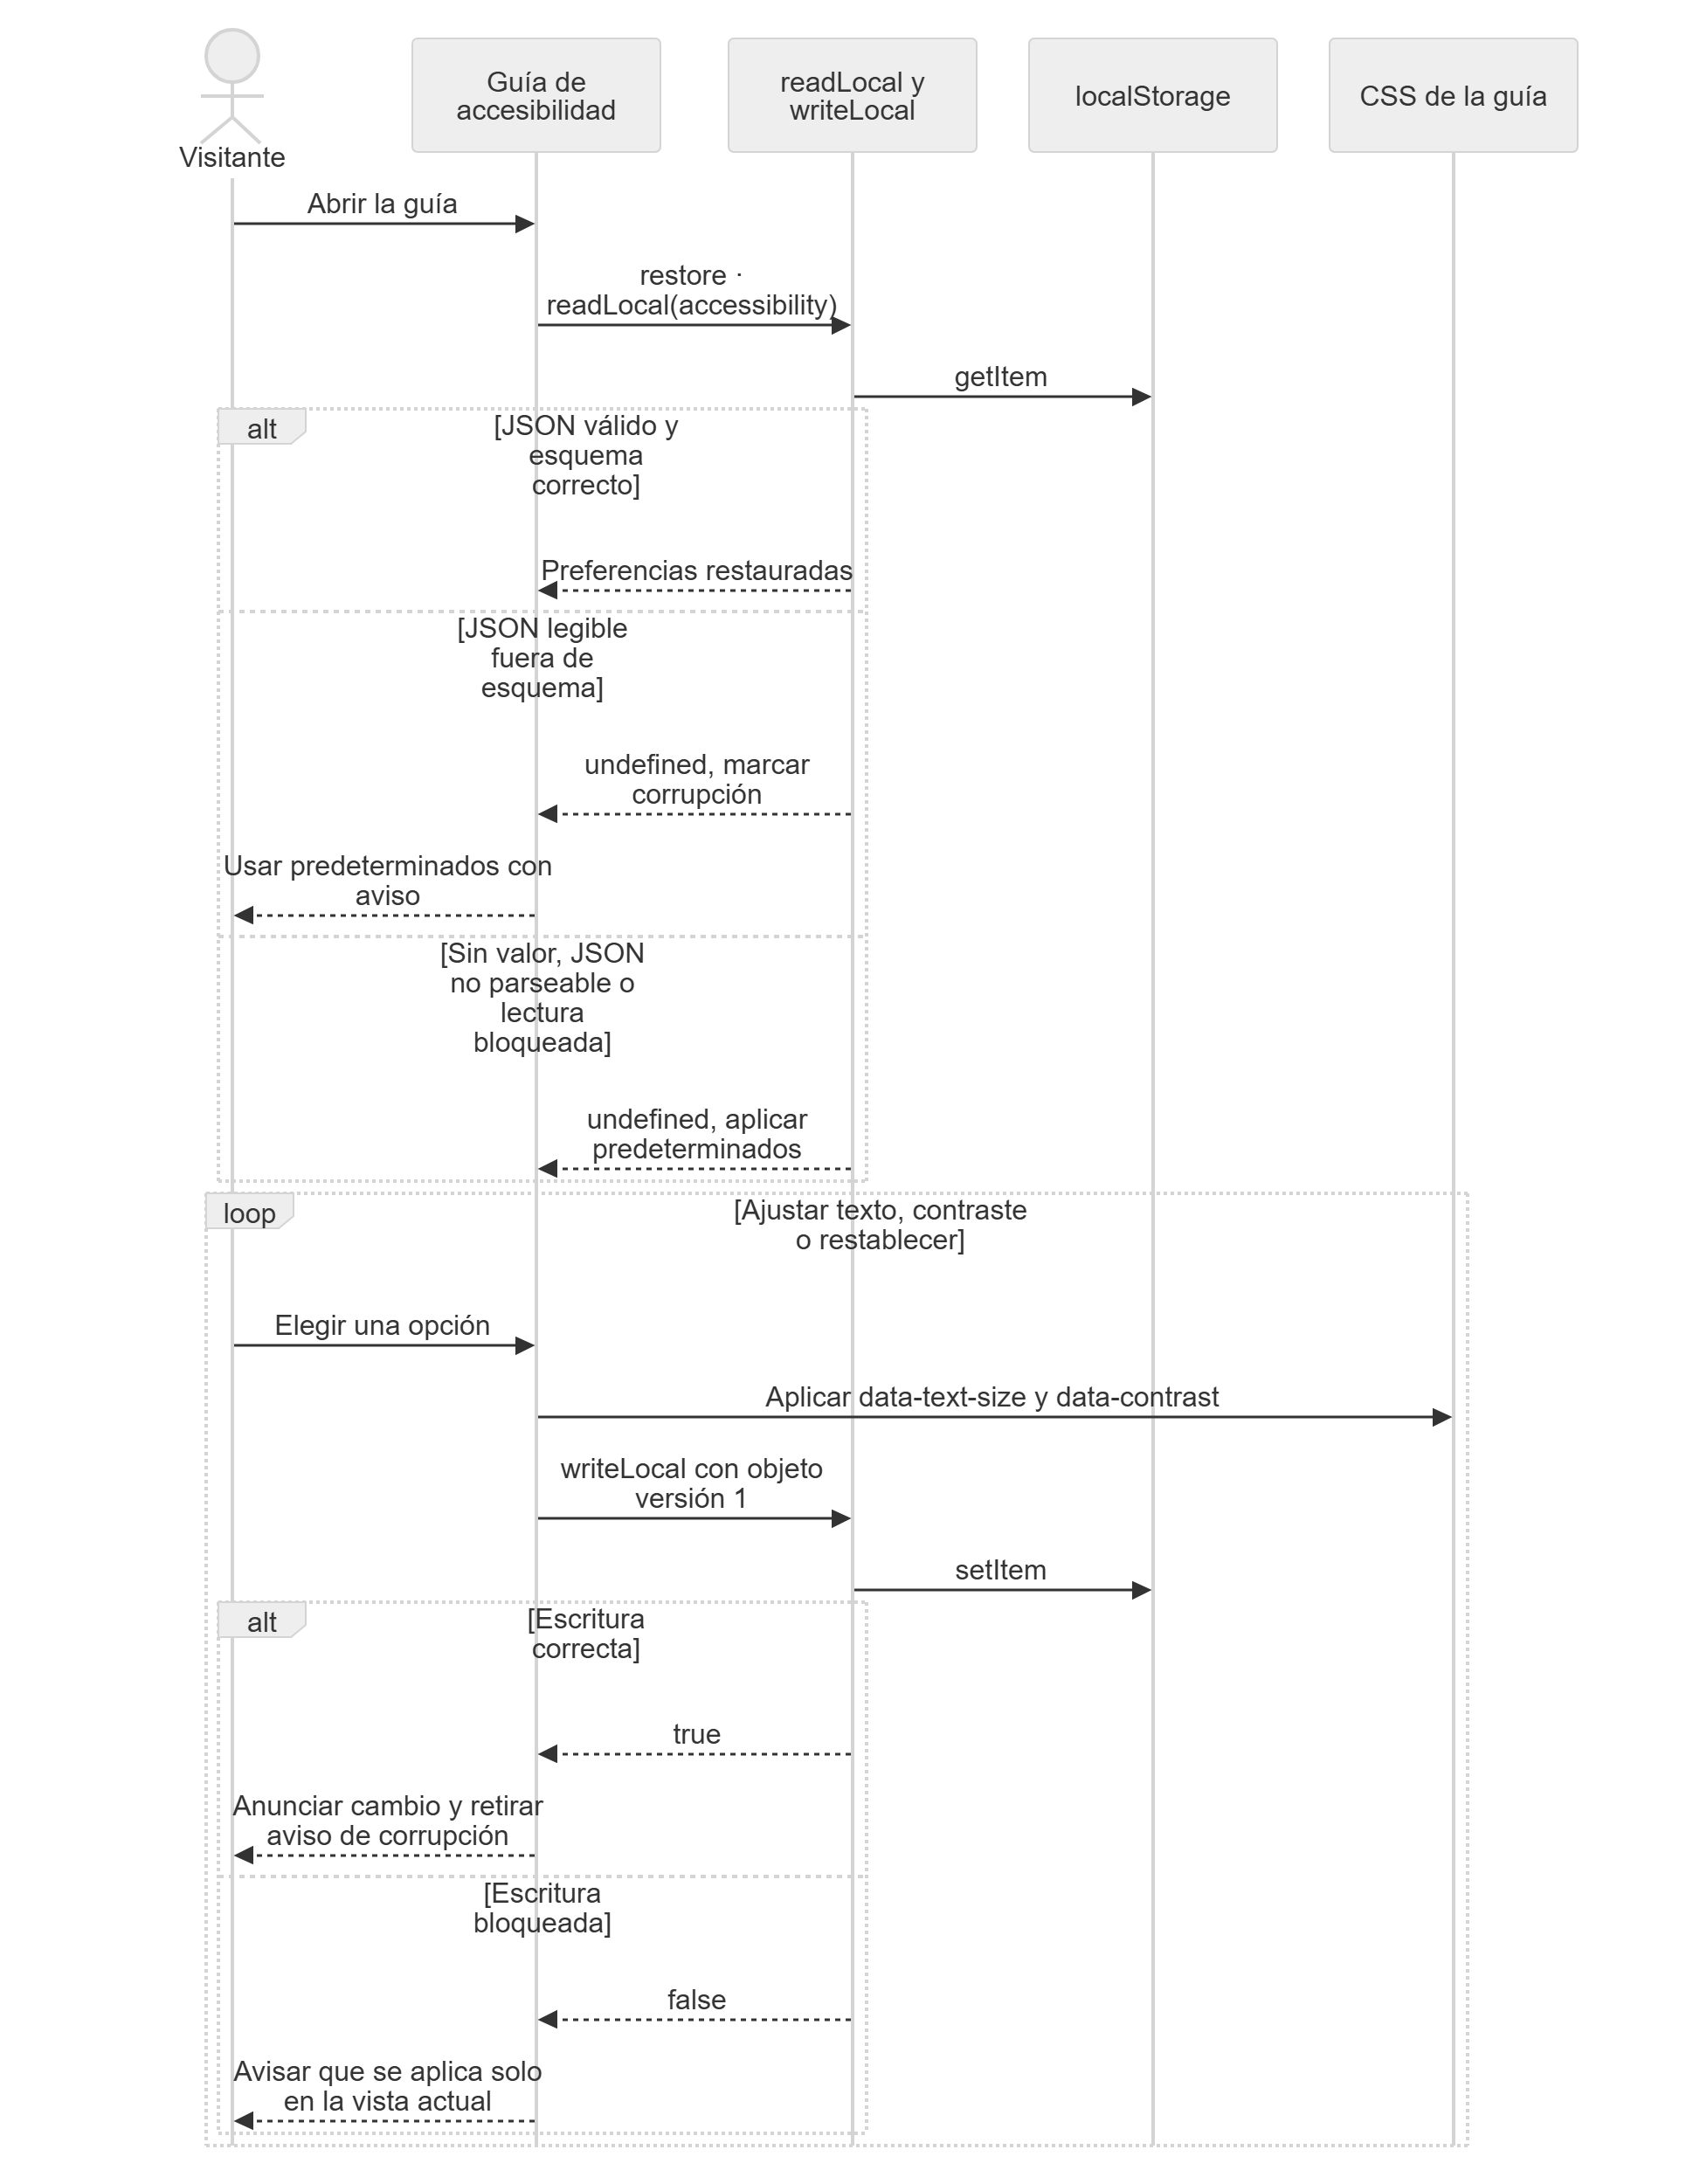 Visitante
Guía de
accesibilidad
readLocal y
writeLocal
localStorage
CSS de la guía
Abrir la guía
restore ·
readLocal(accessibility)
getItem
alt
[JSON válido y
esquema
correcto]
Preferencias restauradas
[JSON legible
fuera de
esquema]
undefined, marcar
corrupción
Usar predeterminados con
aviso
[Sin valor, JSON
no parseable o
lectura
bloqueada]
undefined, aplicar
predeterminados
loop
[Ajustar texto, contraste
o restablecer]
Elegir una opción
Aplicar data-text-size y data-contrast
writeLocal con objeto
versión 1
setItem
alt
[Escritura
correcta]
true
Anunciar cambio y retirar
aviso de corrupción
[Escritura
bloqueada]
false
Avisar que se aplica solo
en la vista actual